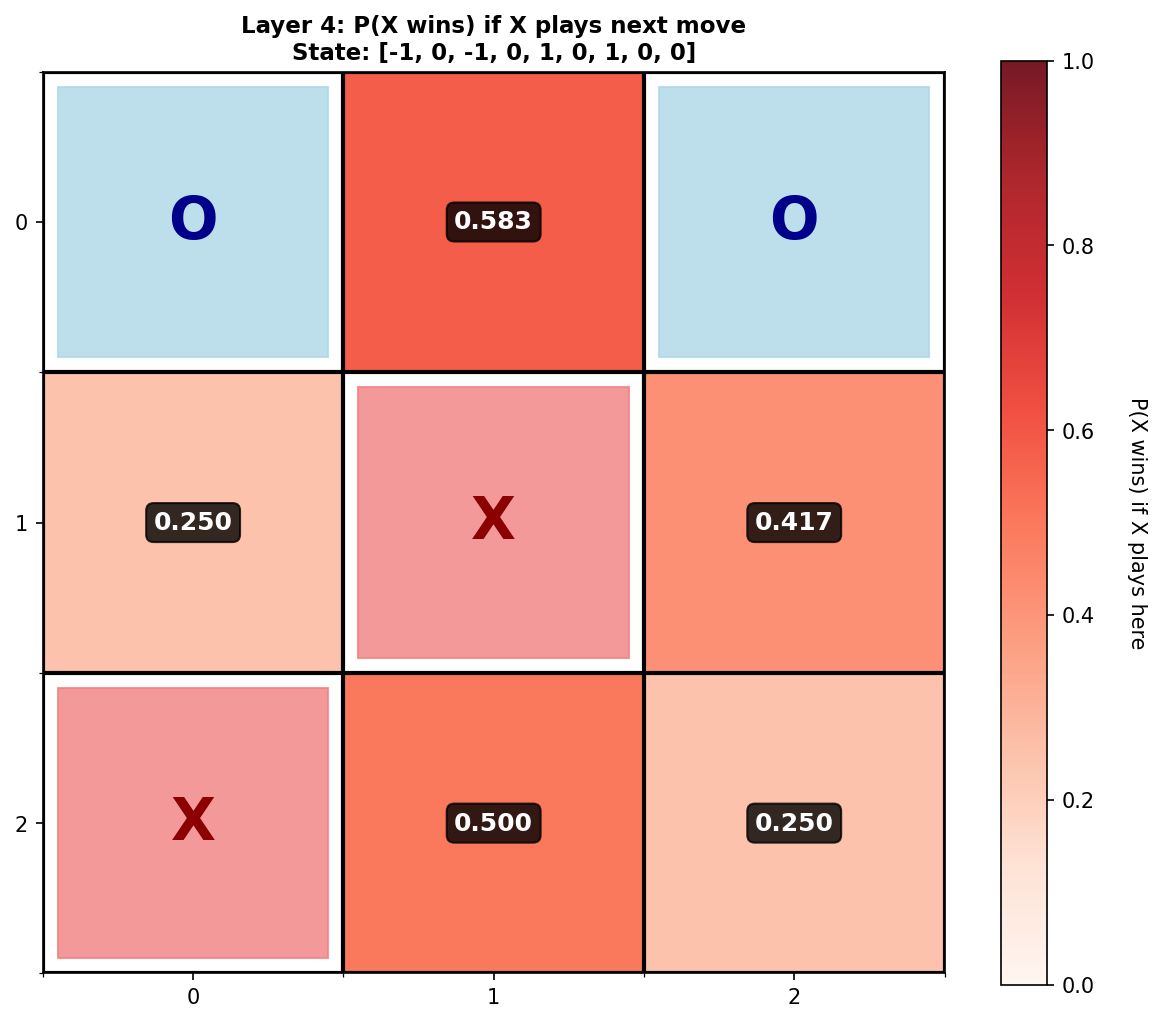 Layer 4: P(X wins) if X plays next move
State: [-1, 0, -1, 0, 1, 0, 1, 0, 0]
0
O
0.583
O
1
0.250
X
0.417
2
X
0.500
0.250
0
1
2
1.0
0.8
0.6
0.4
0.2
0.0
P(X wins) if X plays here